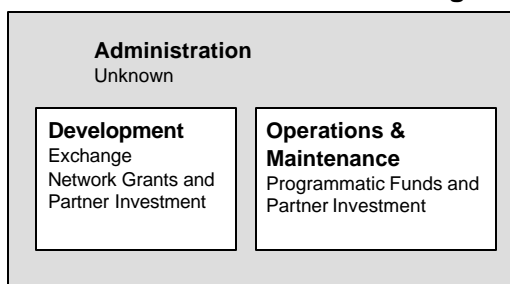 Administration
Unknown
Development
Exchange
Network Grants and
Partner Investment
Operations &
Maintenance
Programmatic Funds and
Partner Investment